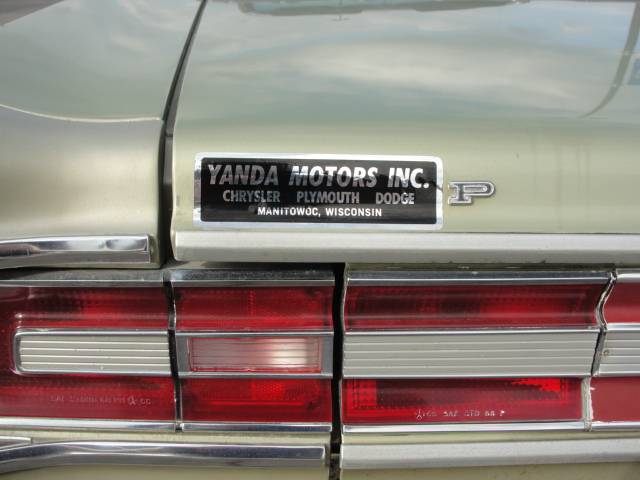 YANDA MOTORS INC.
CHRYSLER PLYMOUTH DODGE
MANITOWOC, WISCONSIN
P